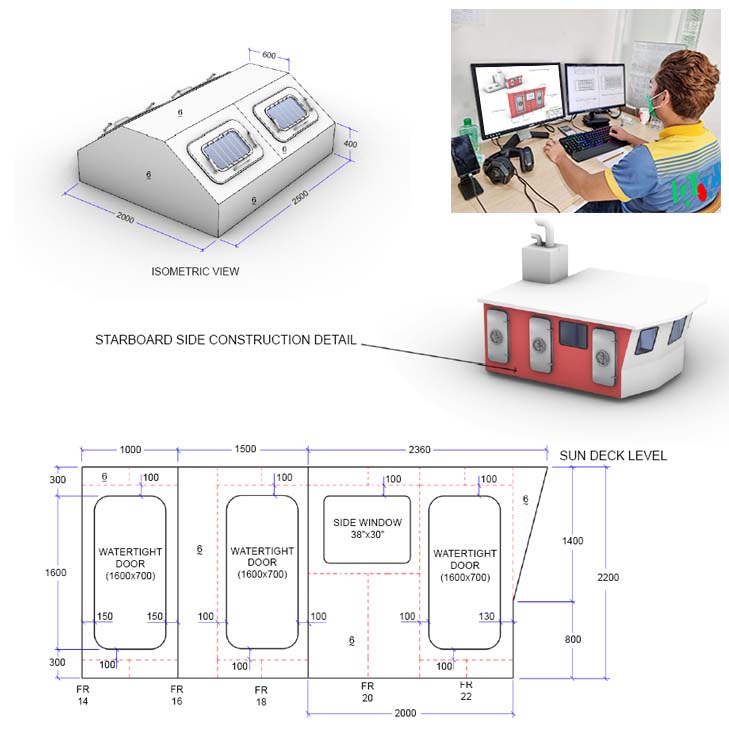 600
6
6
6
6
400
2000
2500
ISOMETRIC VIEW
STARBOARD SIDE CONSTRUCTION DETAIL
1000
1500
2360
SUN DECK LEVEL
300
6
100
100
100
6
SIDE WINDOW
38"x30"
WATERTIGHT
DOOR
(1600x700)
6
WATERTIGHT
DOOR
(1600x700)
WATERTIGHT
DOOR
(1600x700)
1400
1600
2200
150
150
100
100
100
130
6
800
300
100
100
100
FR
14
FR
16
FR
18
FR
20
FR
22
2000